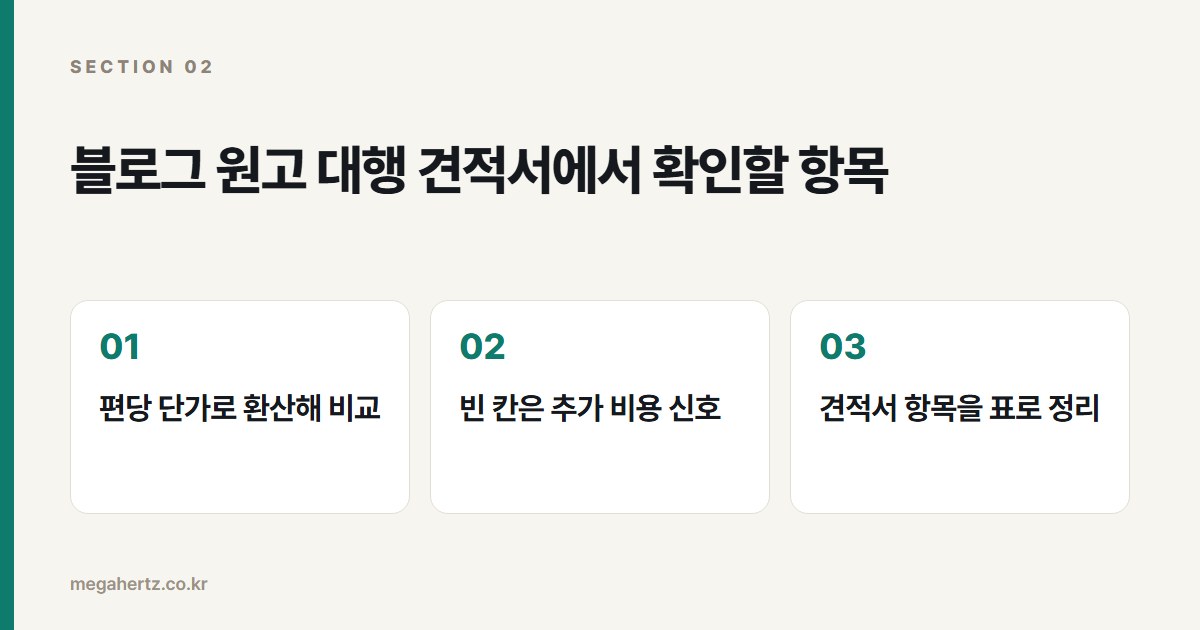 SECTION 02
블로그 원고 대행 견적서에서 확인할 항목
01
편당 단가로 환산해 비교
02
빈 칸은 추가 비용 신호
03
견적서 항목을 표로 정리
megahertz.co.kr